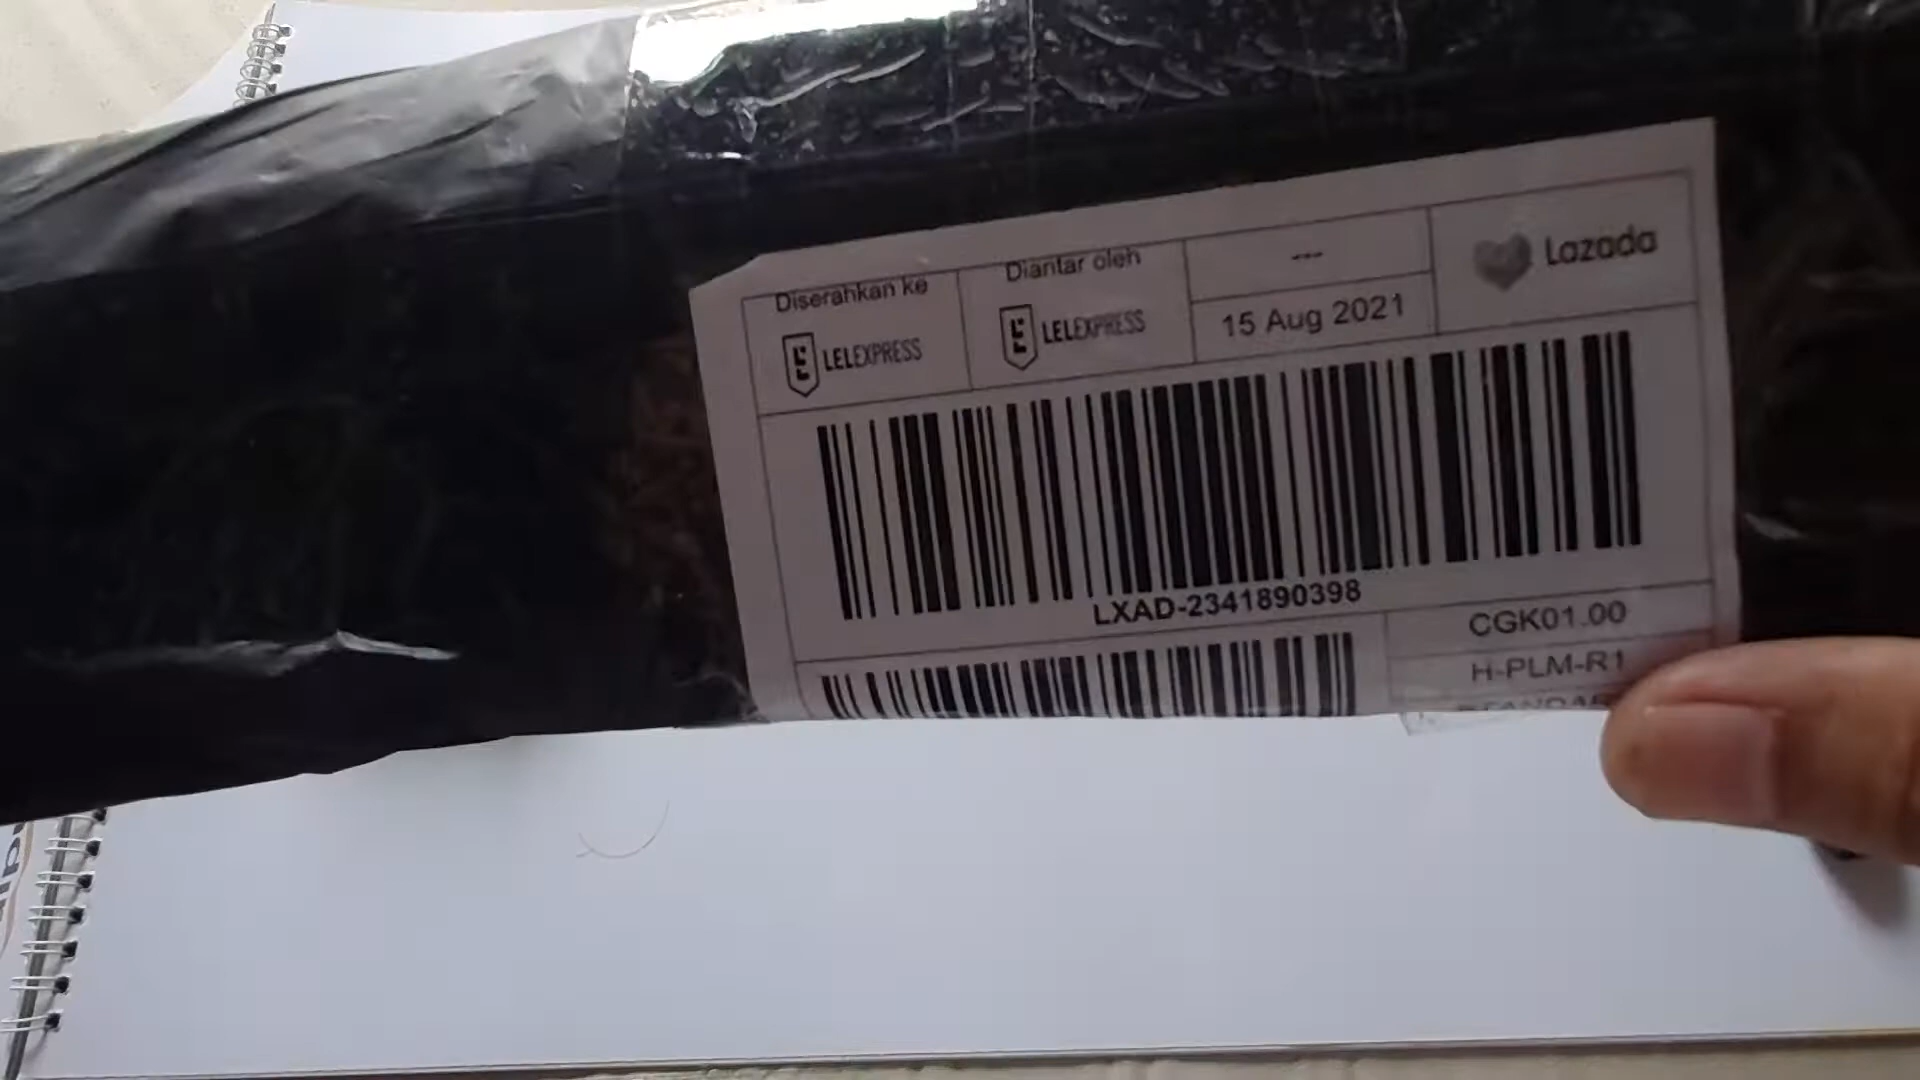 Diserahkan ke
Diantar oleh
---
Lazada
LELEXPRESS
LELEXPRESS
15 Aug 2021
LXAD-2341890398
CGK01.00
H-PLM-R1